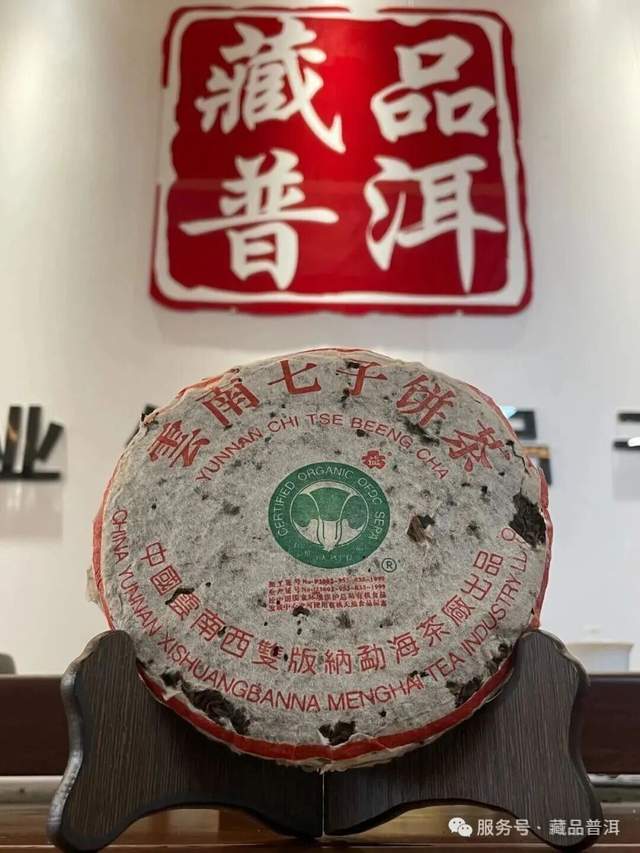 藏品
普洱
业
雲南七子饼茶
YUNNAN CHI TSE BEENG CHA
CERTIFIED ORGANIC OFDC SEPA
®
中國雲南西雙版納勐海茶廠出品
CHINA YUNNAN XISHUANGBANNA MENGHAI TEA INDUSTRY
服务号 · 藏品普洱